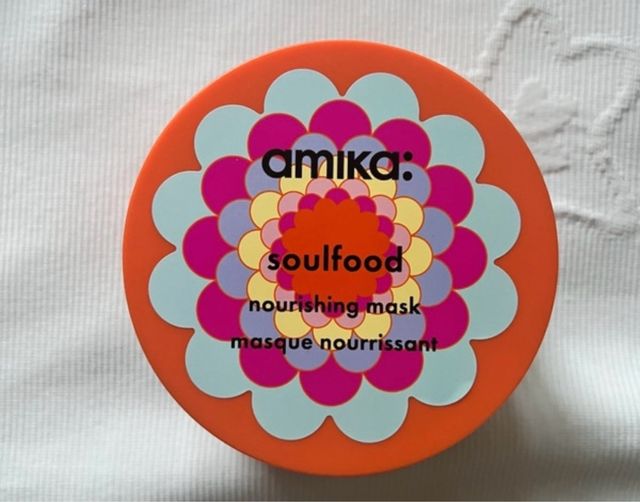 amika:
soulfood
nourishing mask
masque nourrissant